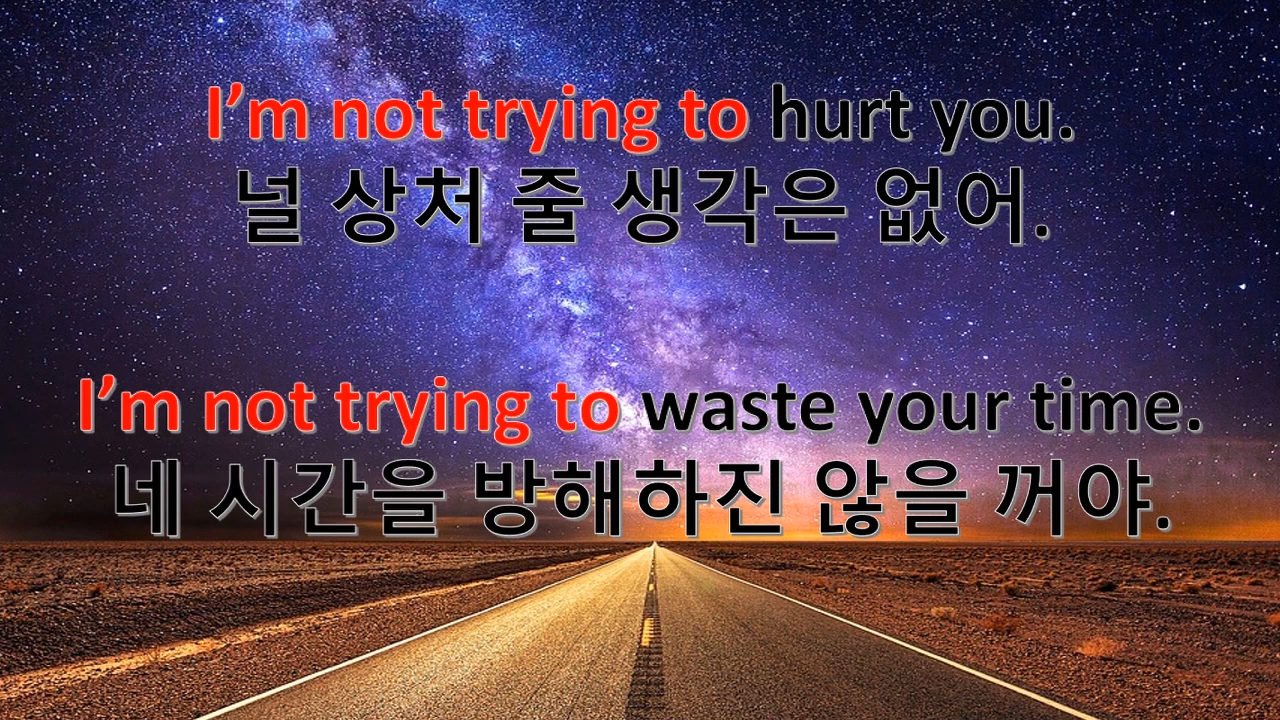 I’m not trying to hurt you.
널 상처 줄 생각은 없어.
I’m not trying to waste your time.
네 시간을 방해하진 않을 꺼야.